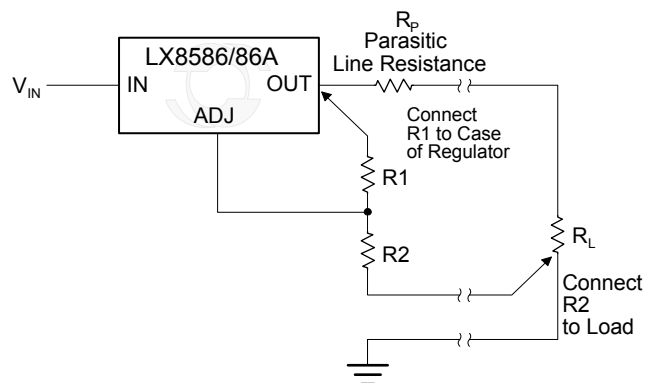 R_P
Parasitic
Line Resistance
LX8586/86A
V_IN
IN
OUT
ADJ
Connect
R1 to Case
of Regulator
R1
R2
R_L
Connect
R2
to Load